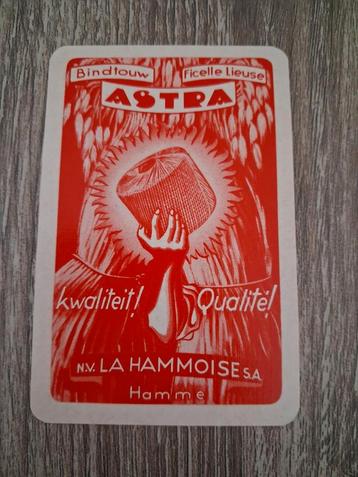 Bindtouw Ficelle Lieuse
ASTRA
kwaliteit! Qualité!
N.V. LA HAMMOISE S.A.
Hamme